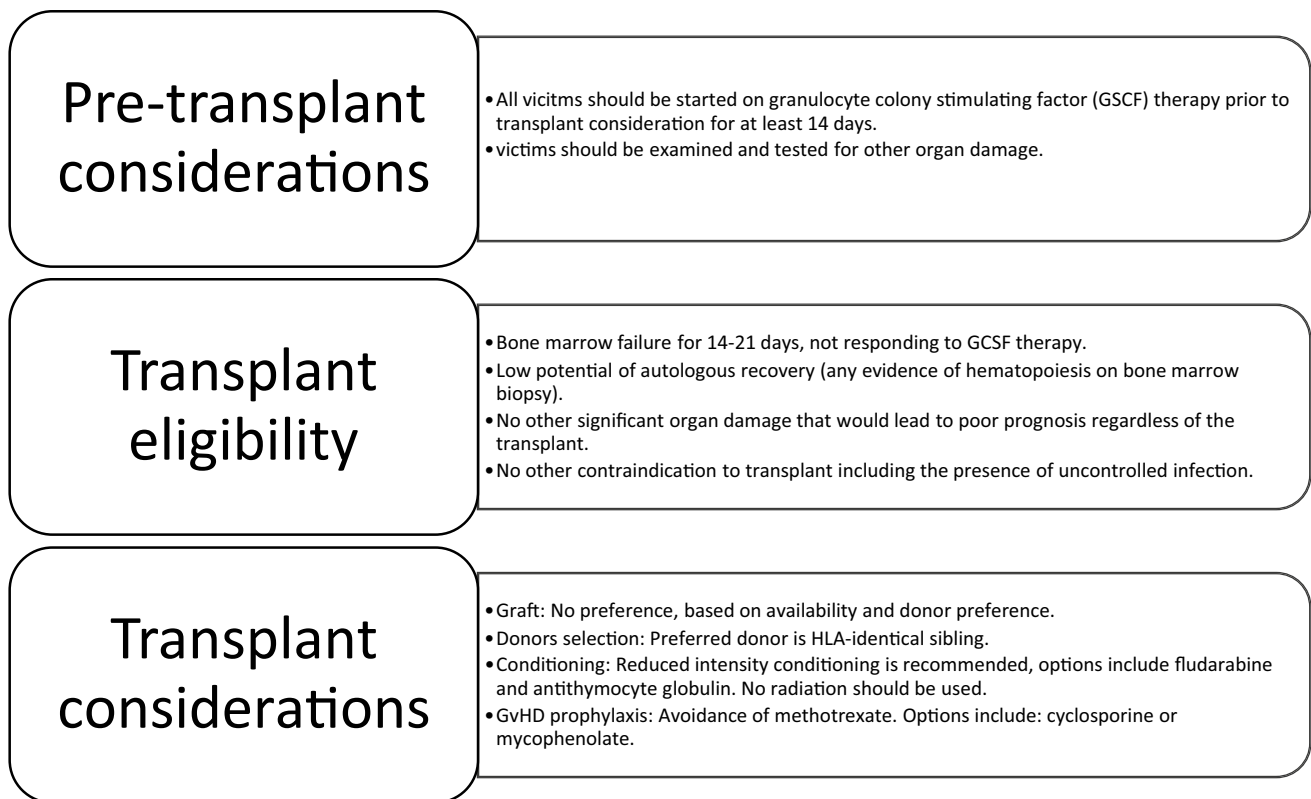 Pre-transplant
considerations
•All vicitms should be started on granulocyte colony stimulating factor (GSCF) therapy prior to
transplant consideration for at least 14 days.
•victims should be examined and tested for other organ damage.
Transplant
eligibility
•Bone marrow failure for 14-21 days, not responding to GCSF therapy.
•Low potential of autologous recovery (any evidence of hematopoiesis on bone marrow
biopsy).
•No other significant organ damage that would lead to poor prognosis regardless of the
transplant.
•No other contraindication to transplant including the presence of uncontrolled infection.
Transplant
considerations
•Graft: No preference, based on availability and donor preference.
•Donors selection: Preferred donor is HLA-identical sibling.
•Conditioning: Reduced intensity conditioning is recommended, options include fludarabine
and antithymocyte globulin. No radiation should be used.
•GvHD prophylaxis: Avoidance of methotrexate. Options include: cyclosporine or
mycophenolate.